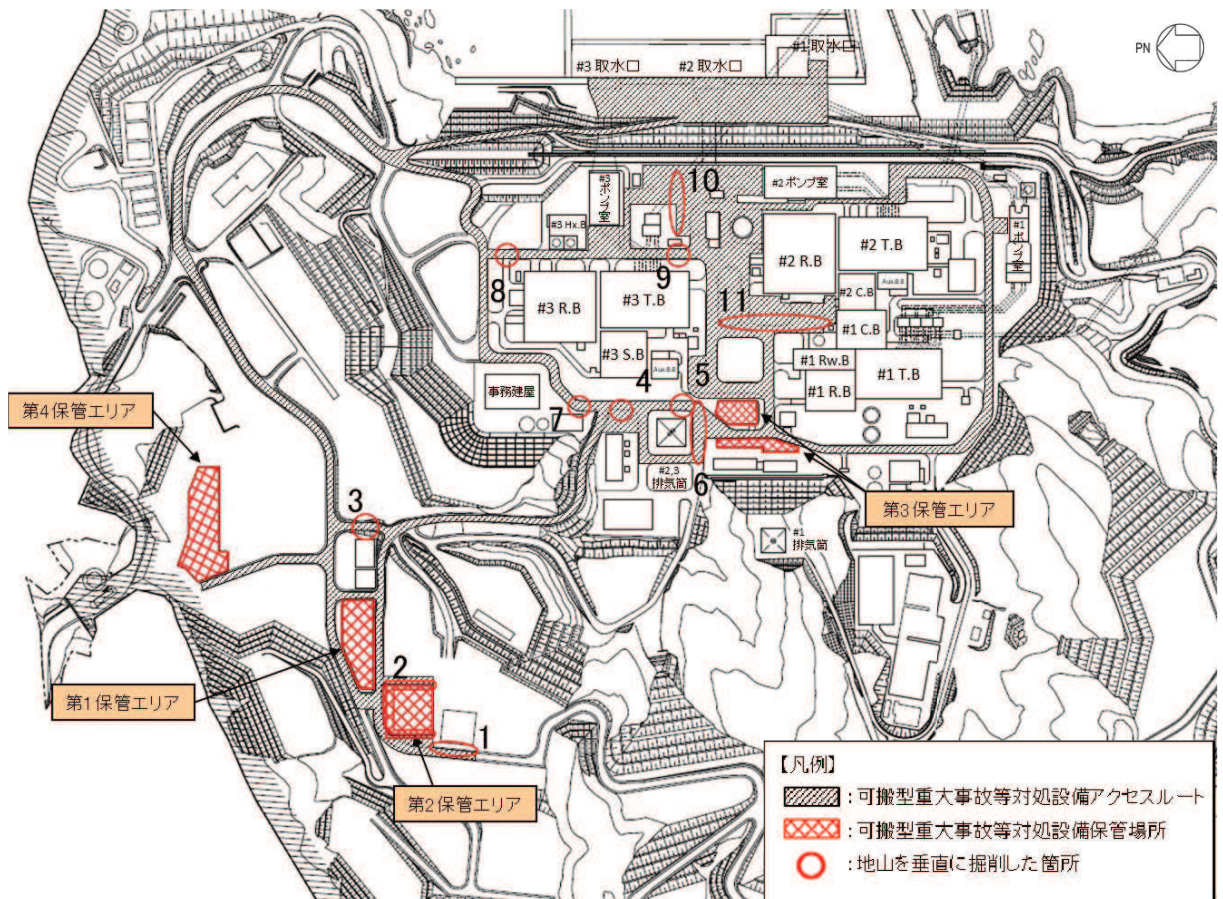 #1 取水口
#3 取水口
#2 取水口
PN
#3
ポンプ室
10
#2 ポンプ室
#3 Hx.B
#1
ポンプ室
#2 T.B
#2 R.B
8
9
#3 R.B
#3 T.B
11
#2 C.B
Aux.B.B
#1 C.B
#3 S.B
Aux.B.B
#1 Rw.B
#1 T.B
#1 R.B
4
5
事務建屋
7
第4保管エリア
#2,3
排気筒
6
第3保管エリア
3
#1
排気筒
第1保管エリア
2
1
第2保管エリア
【凡例】
:可搬型重大事故等対処設備アクセスルート
:可搬型重大事故等対処設備保管場所
:地山を垂直に掘削した箇所